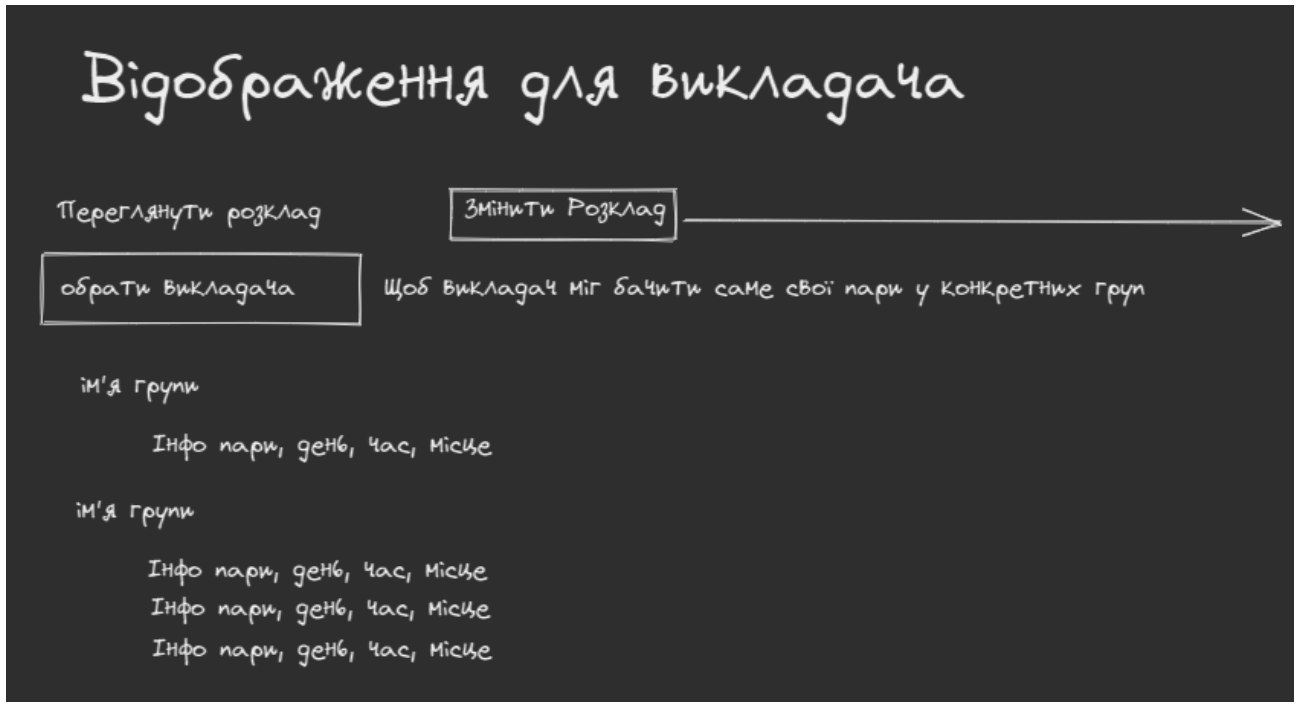 Відображення для викладача
Переглянути розклад
Змінити Розклад
обрати викладача
Щоб викладач міг бачити саме свої пари у конкретних груп
ім'я групи
Інфо пари, день, час, місце
ім'я групи
Інфо пари, день, час, місце
Інфо пари, день, час, місце
Інфо пари, день, час, місце